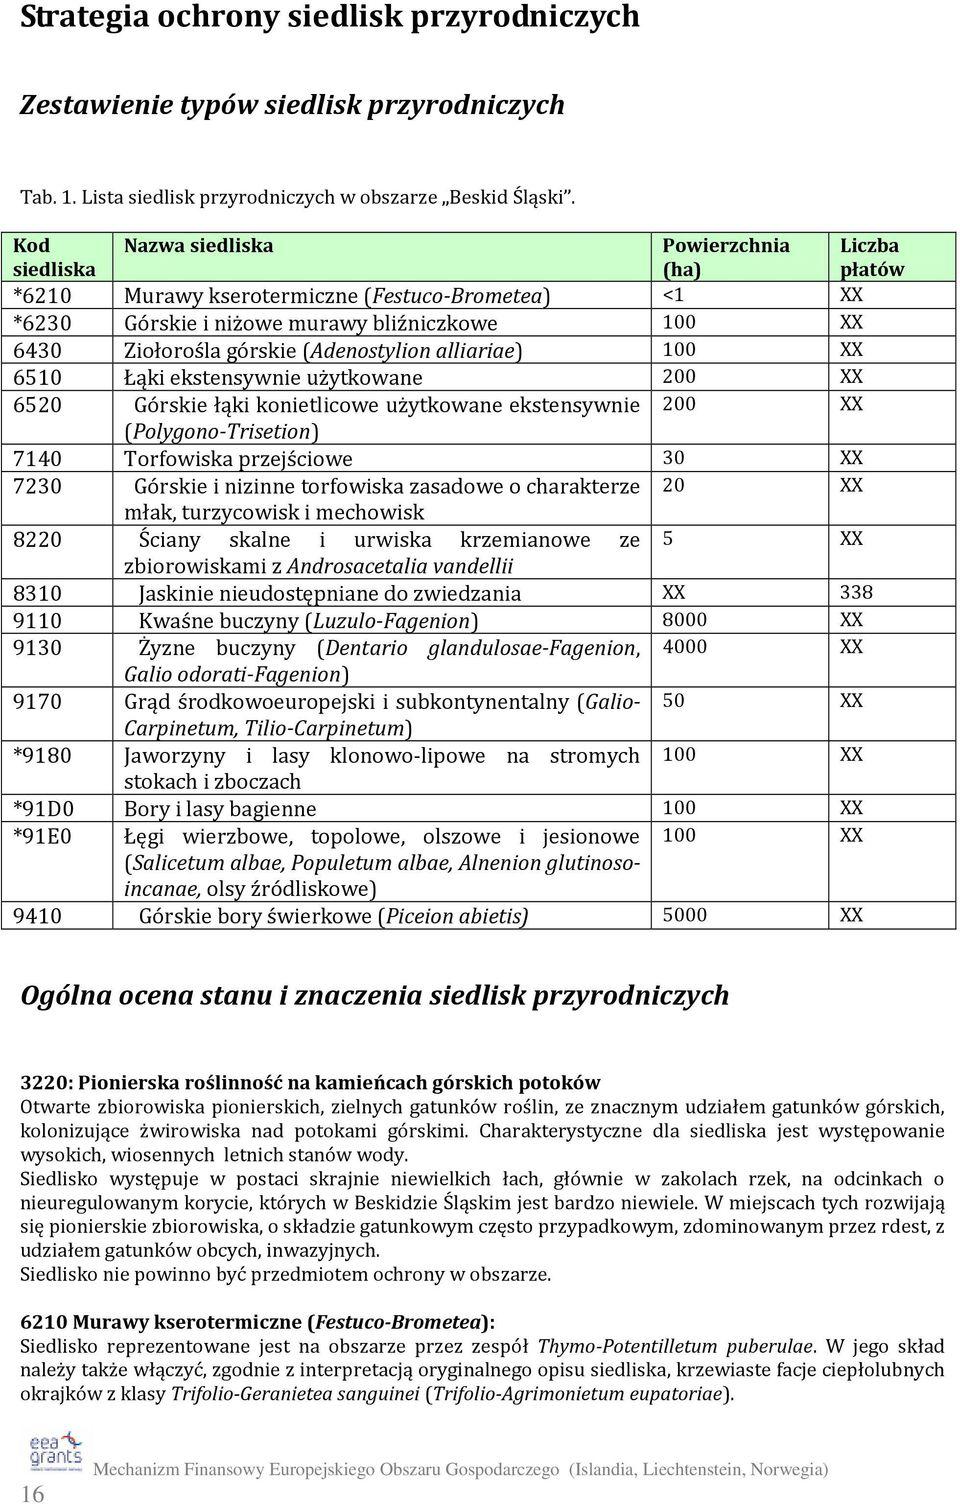 Strategia ochrony siedlisk przyrodniczych
Zestawienie typów siedlisk przyrodniczych
Tab. 1. Lista siedlisk przyrodniczych w obszarze „Beskid Śląski”.
Kod siedliska Nazwa siedliska Powierzchnia (ha) Liczba płatów
*6210 Murawy kserotermiczne (Festuco-Brometea) <1 XX
*6230 Górskie i niżowe murawy bliźniczkowe 100 XX
6430 Ziołorośla górskie (Adenostylion alliariae) 100 XX
6510 Łąki ekstensywnie użytkowane 200 XX
6520 Górskie łąki konietlicowe użytkowane ekstensywnie 200 XX
(Polygono-Trisetion)
7140 Torfowiska przejściowe 30 XX
7230 Górskie i nizinne torfowiska zasadowe o charakterze 20 XX
młak, turzycowisk i mechowisk
8220 Ściany skalne i urwiska krzemianowe ze 5 XX
zbiorowiskami z Androsacetalia vandellii
8310 Jaskinie nieudostępniane do zwiedzania XX 338
9110 Kwaśne buczyny (Luzulo-Fagenion) 8000 XX
9130 Żyzne buczyny (Dentario glandulosae-Fagenion, 4000 XX
Galio odorati-Fagenion)
9170 Grąd środkowoeuropejski i subkontynentalny (Galio- 50 XX
Carpinetum, Tilio-Carpinetum)
*9180 Jaworzyny i lasy klonowo-lipowe na stromych 100 XX
stokach i zboczach
*91D0 Bory i lasy bagienne 100 XX
*91E0 Łęgi wierzbowe, topolowe, olszowe i jesionowe 100 XX
(Salicetum albae, Populetum albae, Alnenion glutinoso-
incanae, olsy źródliskowe)
9410 Górskie bory świerkowe (Piceion abietis) 5000 XX
Ogólna ocena stanu i znaczenia siedlisk przyrodniczych
3220: Pionierska roślinność na kamieńcach górskich potoków
Otwarte zbiorowiska pionierskich, zielnych gatunków roślin, ze znacznym udziałem gatunków górskich,
kolonizujące żwirowiska nad potokami górskimi. Charakterystyczne dla siedliska jest występowanie
wysokich, wiosennych letnich stanów wody.
Siedlisko występuje w postaci skrajnie niewielkich łach, głównie w zakolach rzek, na odcinkach o
nieuregulowanym korycie, których w Beskidzie Śląskim jest bardzo niewiele. W miejscach tych rozwijają
się pionierskie zbiorowiska, o składzie gatunkowym często przypadkowym, zdominowanym przez rdest, z
udziałem gatunków obcych, inwazyjnych.
Siedlisko nie powinno być przedmiotem ochrony w obszarze.
6210 Murawy kserotermiczne (Festuco-Brometea):
Siedlisko reprezentowane jest na obszarze przez zespół Thymo-Potentilletum puberulae. W jego skład
należy także włączyć, zgodnie z interpretacją oryginalnego opisu siedliska, krzewiaste facje ciepłolubnych
okrajków z klasy Trifolio-Geranietea sanguinei (Trifolio-Agrimonietum eupatoriae).
eea
grants
Mechanizm Finansowy Europejskiego Obszaru Gospodarczego (Islandia, Liechtenstein, Norwegia)
16